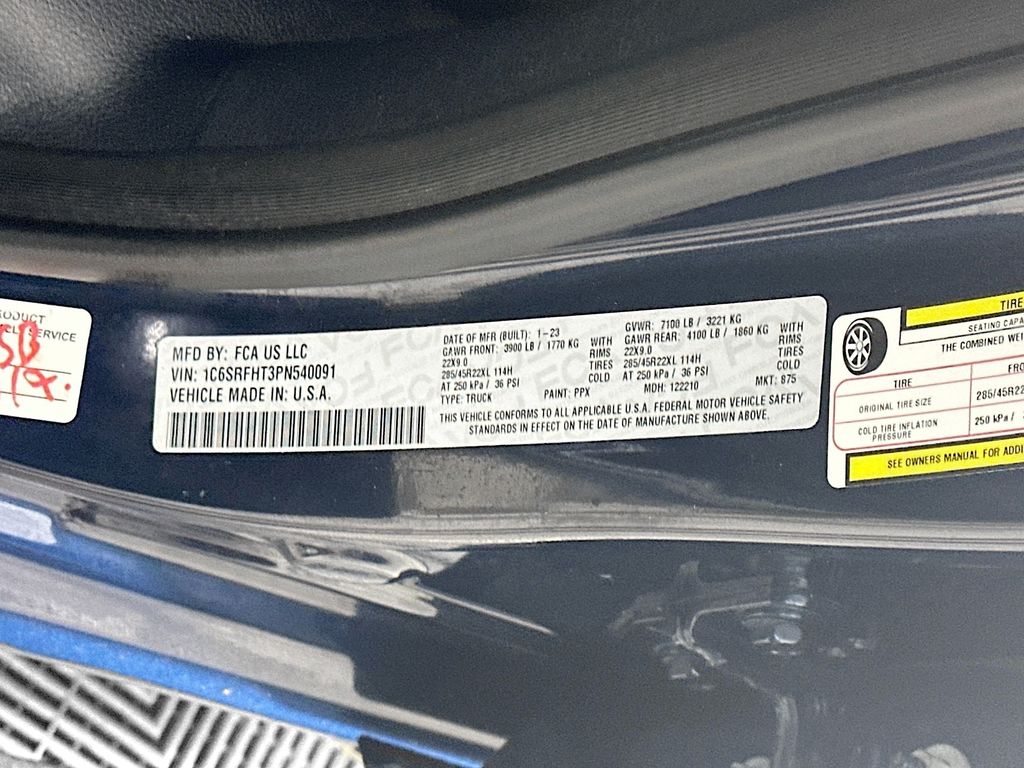 ODUCT
SERVICE
MFD BY: FCA US LLC
VIN: 1C6SRFHT3PN540091
VEHICLE MADE IN: U.S.A.
DATE OF MFR (BUILT): 1-23
GAWR FRONT: 3900 LB / 1770 KG WITH
22X9.0 RIMS
285/45R22XL 114H TIRES
AT 250 kPa / 36 PSI COLD
TYPE: TRUCK PAINT: PPX
GVWR: 7100 LB / 3221 KG
GAWR REAR: 4100 LB / 1860 KG WITH
22X9.0 RIMS
285/45R22XL 114H TIRES
AT 250 kPa / 36 PSI COLD
MDH: 122210 MKT: 875
THIS VEHICLE CONFORMS TO ALL APPLICABLE U.S.A. FEDERAL MOTOR VEHICLE SAFETY
STANDARDS IN EFFECT ON THE DATE OF MANUFACTURE SHOWN ABOVE.
TIRE
SEATING CAPA
THE COMBINED WEI
TIRE
ORIGINAL TIRE SIZE 285/45R22
COLD TIRE INFLATION
PRESSURE 250 kPa /
SEE OWNERS MANUAL FOR ADDI